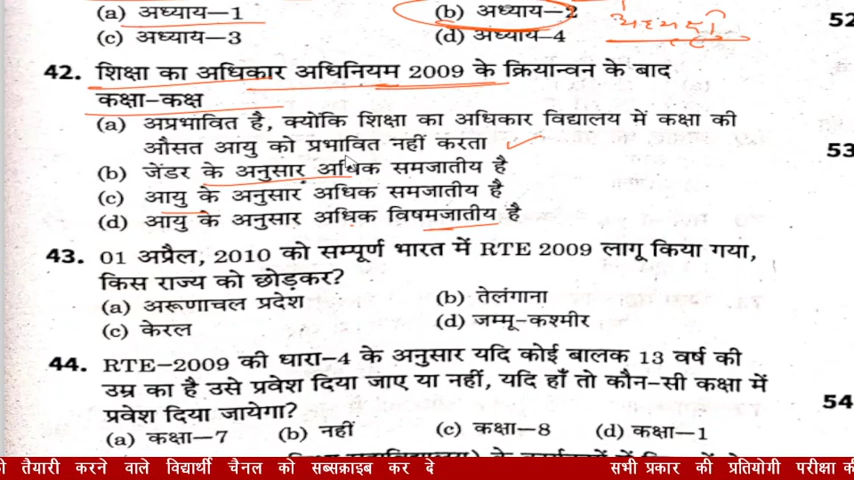 (a) अध्याय–1 (b) अध्याय–2
(c) अध्याय–3 (d) अध्याय–4
52
42. शिक्षा का अधिकार अधिनियम 2009 के क्रियान्वन के बाद
कक्षा–कक्ष
(a) अप्रभावित है, क्योंकि शिक्षा का अधिकार विद्यालय में कक्षा की
औसत आयु को प्रभावित नहीं करता
53
(b) जेंडर के अनुसार अधिक समजातीय है
(c) आयु के अनुसार अधिक समजातीय है
(d) आयु के अनुसार अधिक विषमजातीय है
43. 01 अप्रैल, 2010 को सम्पूर्ण भारत में RTE 2009 लागू किया गया,
किस राज्य को छोड़कर?
(a) अरूणाचल प्रदेश (b) तेलंगाना
(c) केरल (d) जम्मू–कश्मीर
44. RTE–2009 की धारा–4 के अनुसार यदि कोई बालक 13 वर्ष की
उम्र का है उसे प्रवेश दिया जाए या नहीं, यदि हाँ तो कौन–सी कक्षा में
प्रवेश दिया जायेगा?
54
(a) कक्षा–7 (b) नहीं (c) कक्षा–8 (d) कक्षा–1
तैयारी करने वाले विद्यार्थी चैनल को सब्सक्राइब कर दे सभी प्रकार की प्रतियोगी परीक्षा की